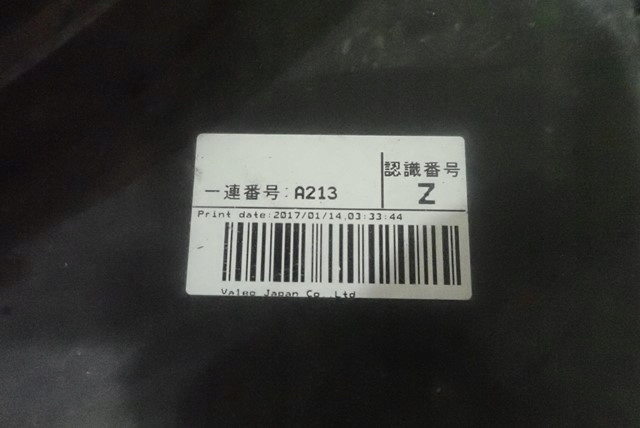 認識番号
一連番号:A213
Z
Print date:2017/01/14,03:33:44
Valeo Japan Co.,Ltd